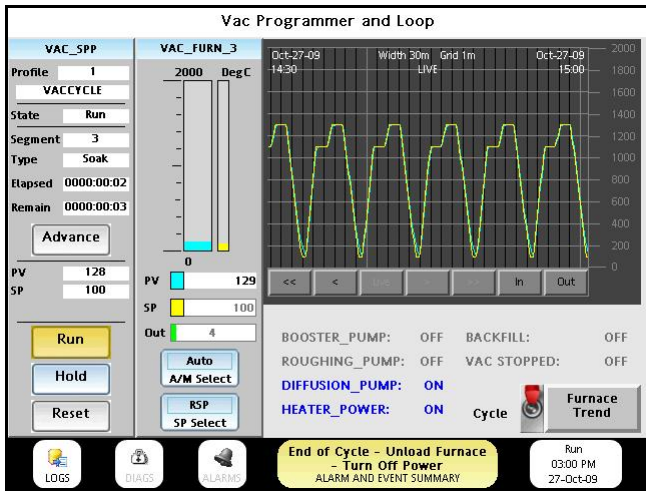 Vac Programmer and Loop
VAC_SPP
Profile 1
VACCYCLE
State Run
Segment 3
Type Soak
Elapsed 0000:00:02
Remain 0000:00:03
Advance
PV 128
SP 100
Run
Hold
Reset
VAC_FURN_3
2000 DegC
0
PV 129
SP 100
Out 4
Auto
A/M Select
RSP
SP Select
Oct-27-09 Width 30m Grid 1m Oct-27-09
14:30 LIVE 15:00
2000
1800
1600
1400
1200
1000
800
600
400
200
0
<< < Live > >> In Out
BOOSTER_PUMP: OFF BACKFILL: OFF
ROUGHING_PUMP: OFF VAC STOPPED: OFF
DIFFUSION_PUMP: ON
HEATER_POWER: ON Cycle
Furnace
Trend
LOGS
DIAGS
ALARMS
End of Cycle - Unload Furnace
- Turn Off Power
ALARM AND EVENT SUMMARY
Run
03:00 PM
27-Oct-09